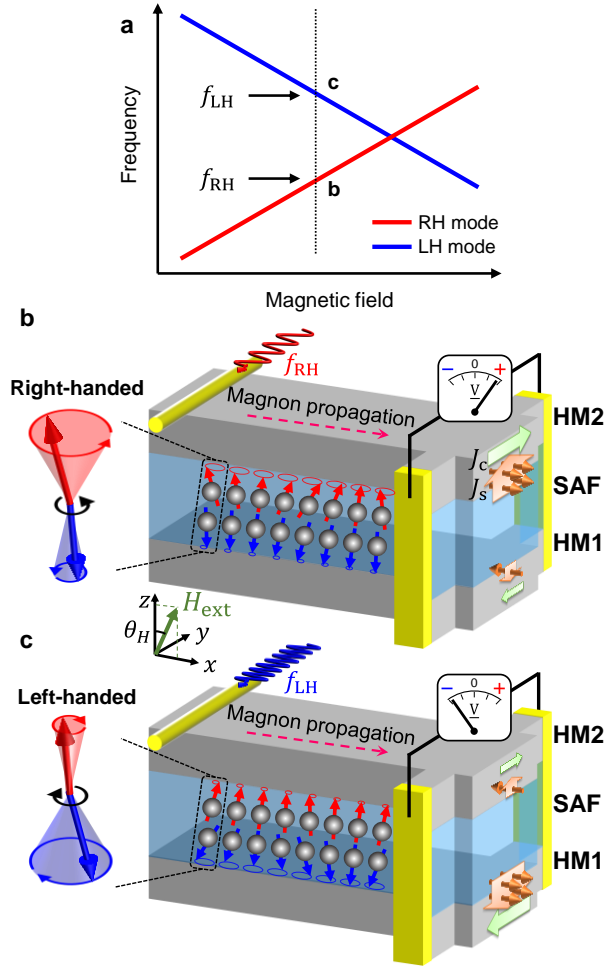 a
Frequency
f_LH
c
f_RH
b
RH mode
LH mode
Magnetic field
b
Right-handed
f_RH
Magnon propagation
− 0 +
V
HM2
J_c
J_s
SAF
HM1
z
H_ext
θ_H
y
x
c
Left-handed
f_LH
Magnon propagation
− 0 +
V
HM2
SAF
HM1